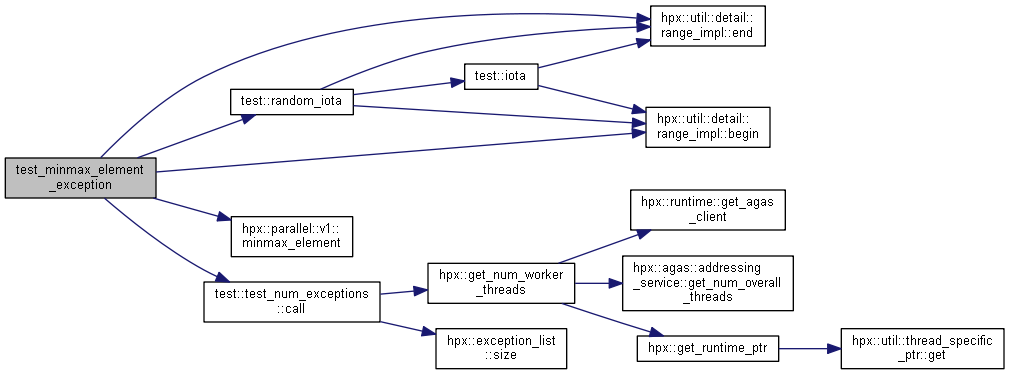 hpx::util::detail::
range_impl::end
test::iota
test::random_iota
hpx::util::detail::
range_impl::begin
test_minmax_element
_exception
hpx::runtime::get_agas
_client
hpx::parallel::v1::
minmax_element
hpx::get_num_worker
_threads
hpx::agas::addressing
_service::get_num_overall
_threads
test::test_num_exceptions
::call
hpx::exception_list
::size
hpx::get_runtime_ptr
hpx::util::thread_specific
_ptr::get